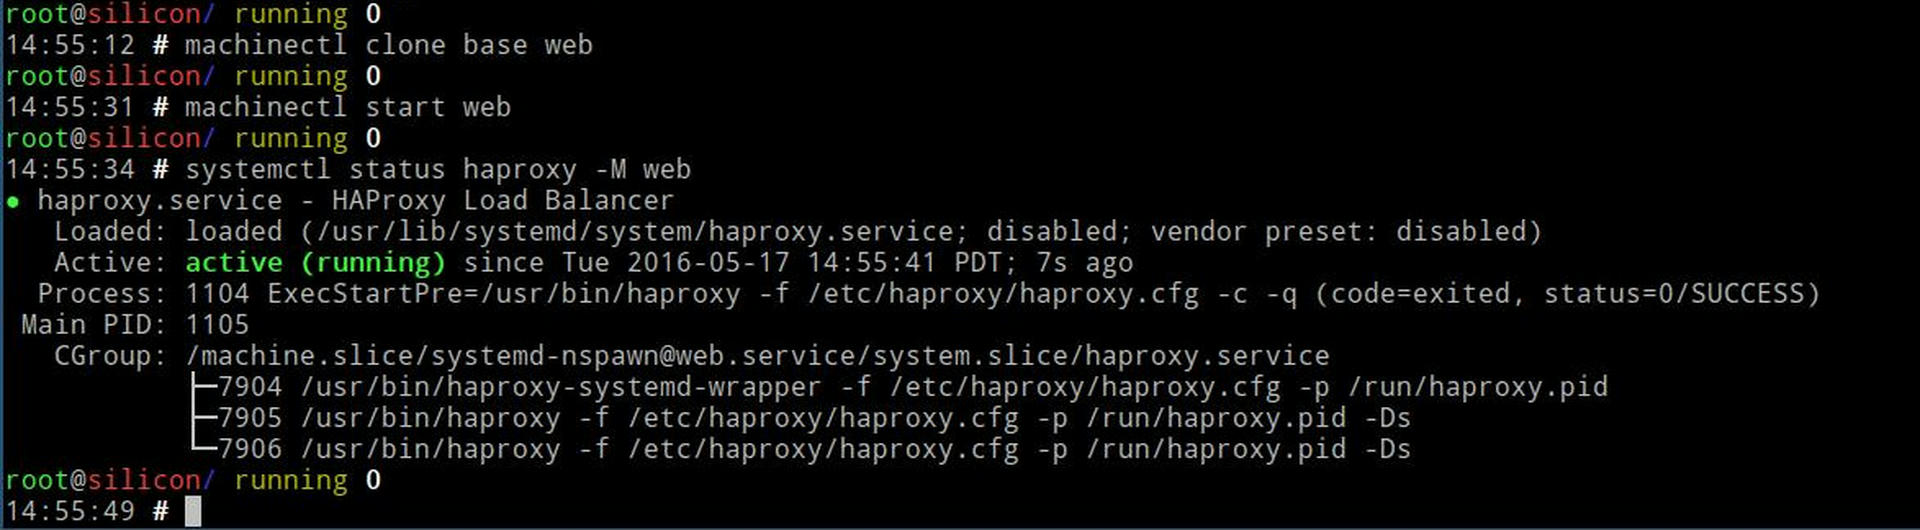 root@silicon/ running 0
14:55:12 # machinectl clone base web
root@silicon/ running 0
14:55:31 # machinectl start web
root@silicon/ running 0
14:55:34 # systemctl status haproxy -M web
● haproxy.service - HAProxy Load Balancer
   Loaded: loaded (/usr/lib/systemd/system/haproxy.service; disabled; vendor preset: disabled)
   Active: active (running) since Tue 2016-05-17 14:55:41 PDT; 7s ago
  Process: 1104 ExecStartPre=/usr/bin/haproxy -f /etc/haproxy/haproxy.cfg -c -q (code=exited, status=0/SUCCESS)
 Main PID: 1105
   CGroup: /machine.slice/systemd-nspawn@web.service/system.slice/haproxy.service
           ├─7904 /usr/bin/haproxy-systemd-wrapper -f /etc/haproxy/haproxy.cfg -p /run/haproxy.pid
           ├─7905 /usr/bin/haproxy -f /etc/haproxy/haproxy.cfg -p /run/haproxy.pid -Ds
           └─7906 /usr/bin/haproxy -f /etc/haproxy/haproxy.cfg -p /run/haproxy.pid -Ds
root@silicon/ running 0
14:55:49 #